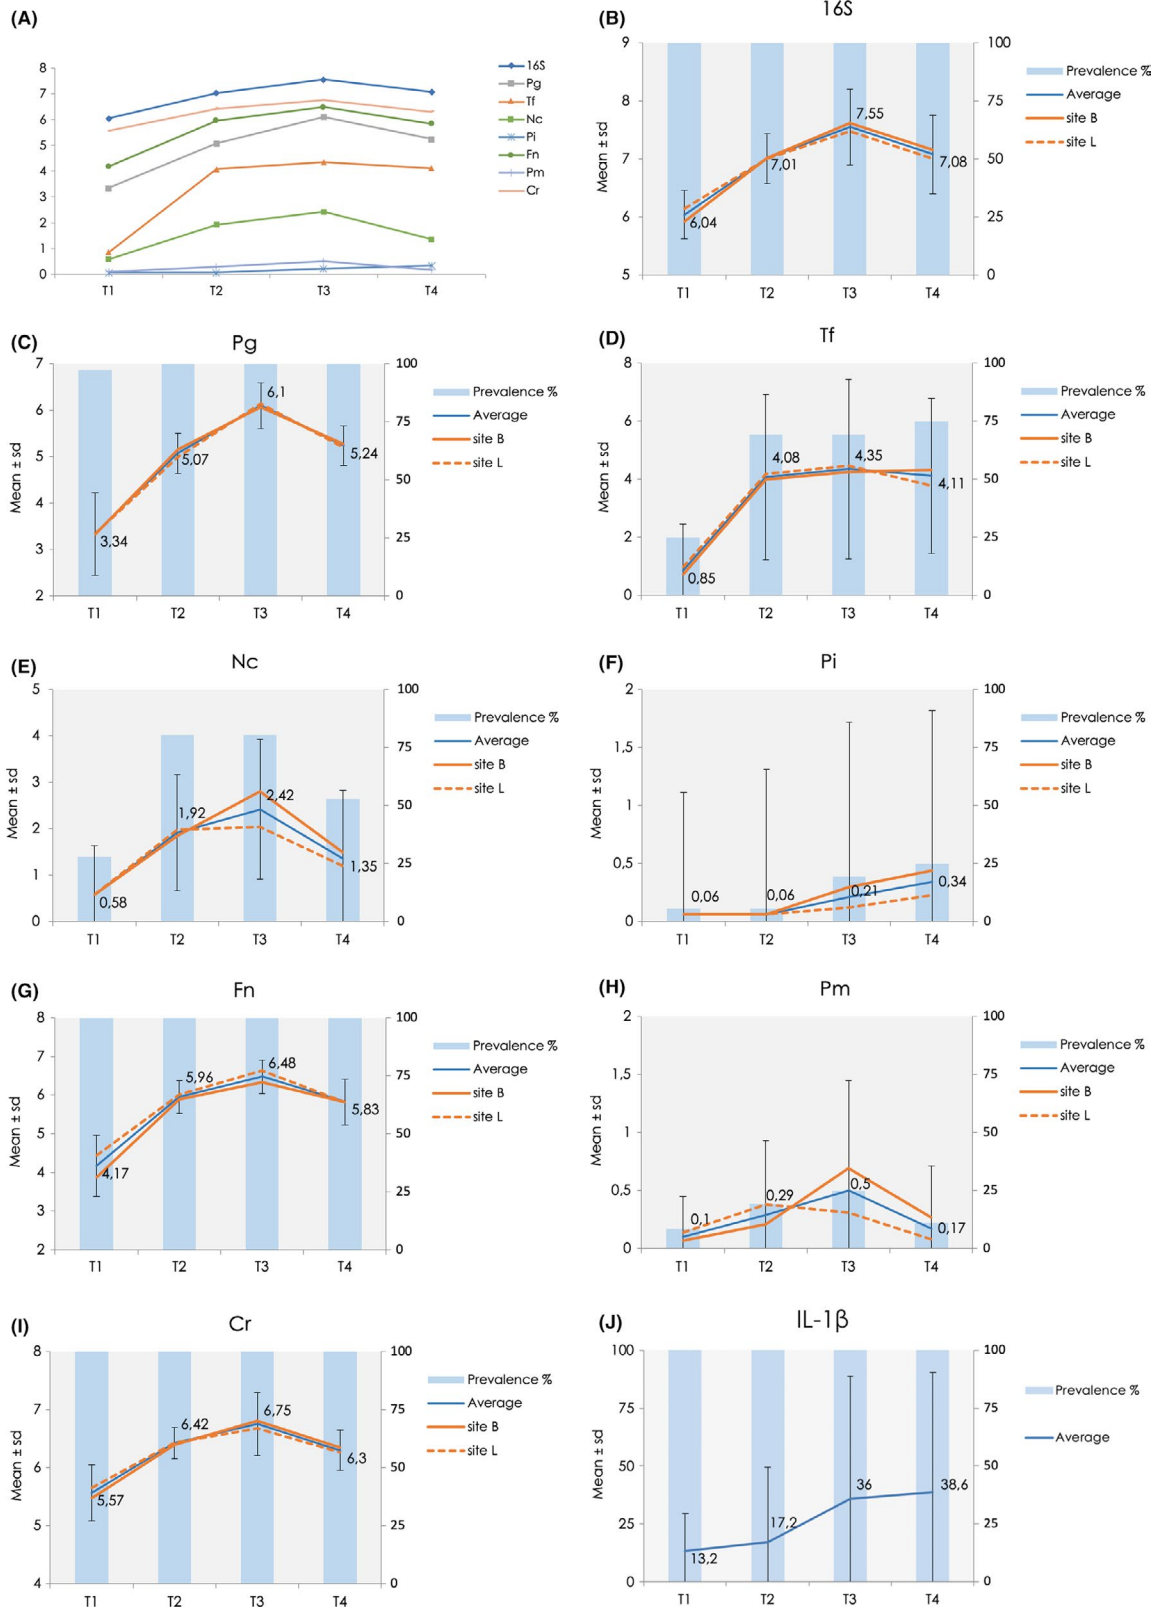 (A)
8
7
6
5
4
3
2
1
0
T1 T2 T3 T4
16S
Pg
Tf
Nc
Pi
Fn
Pm
Cr
(B)
16S
Mean ± sd
9
8
7
6
5
100
75
50
25
0
6,04
7,01
7,55
7,08
T1 T2 T3 T4
Prevalence %
Average
site B
site L
(C)
Pg
Mean ± sd
7
6
5
4
3
2
100
75
50
25
0
3,34
5,07
6,1
5,24
T1 T2 T3 T4
Prevalence %
Average
site B
site L
(D)
Tf
Mean ± sd
8
6
4
2
0
100
75
50
25
0
0,85
4,08
4,35
4,11
T1 T2 T3 T4
Prevalence %
Average
site B
site L
(E)
Nc
Mean ± sd
5
4
3
2
1
0
100
75
50
25
0
0,58
1,92
2,42
1,35
T1 T2 T3 T4
Prevalence %
Average
site B
site L
(F)
Pi
Mean ± sd
2
1,5
1
0,5
0
100
75
50
25
0
0,06
0,06
0,21
0,34
T1 T2 T3 T4
Prevalence %
Average
site B
site L
(G)
Fn
Mean ± sd
8
7
6
5
4
3
2
100
75
50
25
0
4,17
5,96
6,48
5,83
T1 T2 T3 T4
Prevalence %
Average
site B
site L
(H)
Pm
Mean ± sd
2
1,5
1
0,5
0
100
75
50
25
0
0,1
0,29
0,5
0,17
T1 T2 T3 T4
Prevalence %
Average
site B
site L
(I)
Cr
Mean ± sd
8
7
6
5
4
100
75
50
25
0
5,57
6,42
6,75
6,3
T1 T2 T3 T4
Prevalence %
Average
site B
site L
(J)
IL-1β
Mean ± sd
100
75
50
25
0
100
75
50
25
0
13,2
17,2
36
38,6
T1 T2 T3 T4
Prevalence %
Average